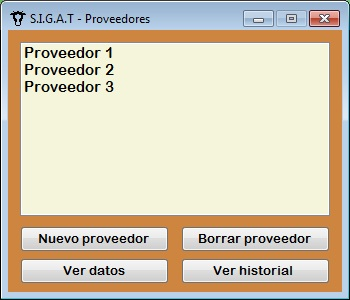 S.I.G.A.T - Proveedores
Proveedor 1
Proveedor 2
Proveedor 3
Nuevo proveedor
Borrar proveedor
Ver datos
Ver historial